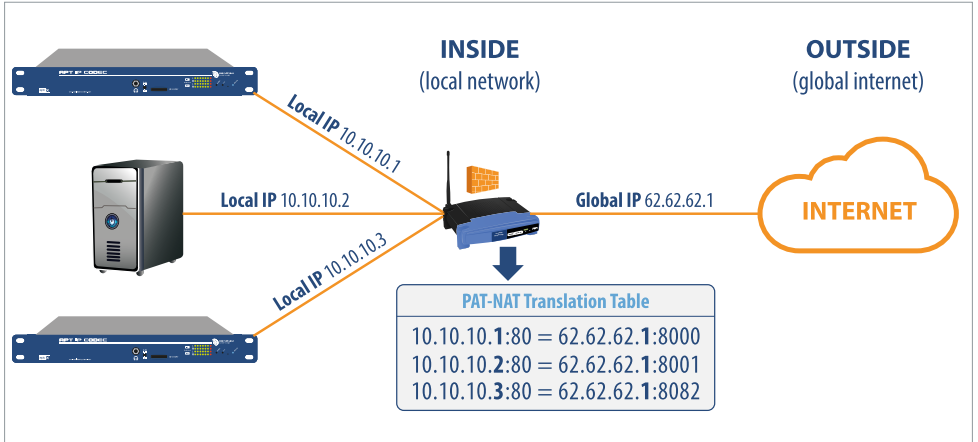 INSIDE
(local network)
OUTSIDE
(global internet)
APT IP CODEC
Local IP 10.10.10.1
Local IP 10.10.10.2
Local IP 10.10.10.3
Global IP 62.62.62.1
INTERNET
APT IP CODEC
PAT-NAT Translation Table
10.10.10.1:80 = 62.62.62.1:8000
10.10.10.2:80 = 62.62.62.1:8001
10.10.10.3:80 = 62.62.62.1:8082